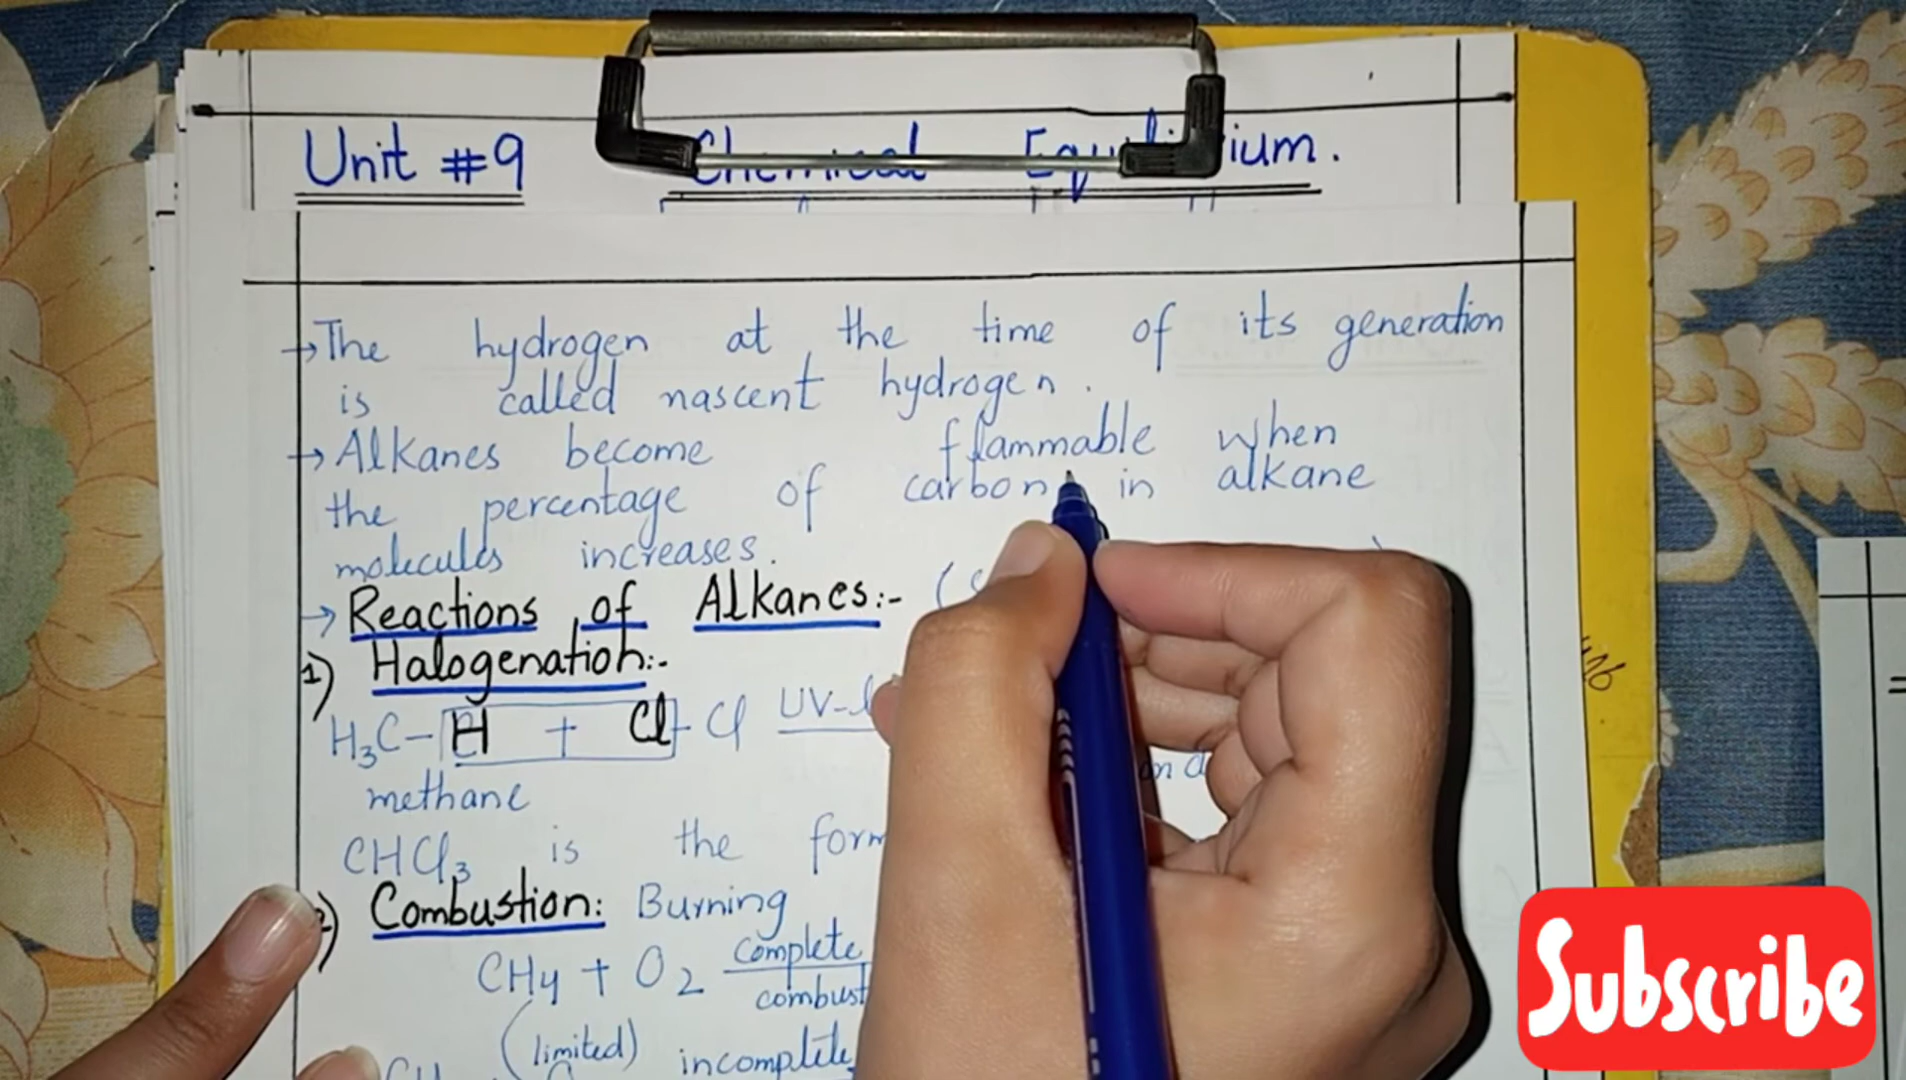 Unit #9 Chemical Equilibrium.
→ The hydrogen at the time of its generation
is called nascent hydrogen.
→ Alkanes become flammable when
the percentage of carbon in alkane
molecules increases.
→ Reactions of Alkanes:-
1) Halogenation:-
H₃C-H + Cl-Cl UV-
methane
CHCl₃ is the
2) Combustion: Burning
CH₄ + O₂ complete
(limited) incomplete
Subscribe